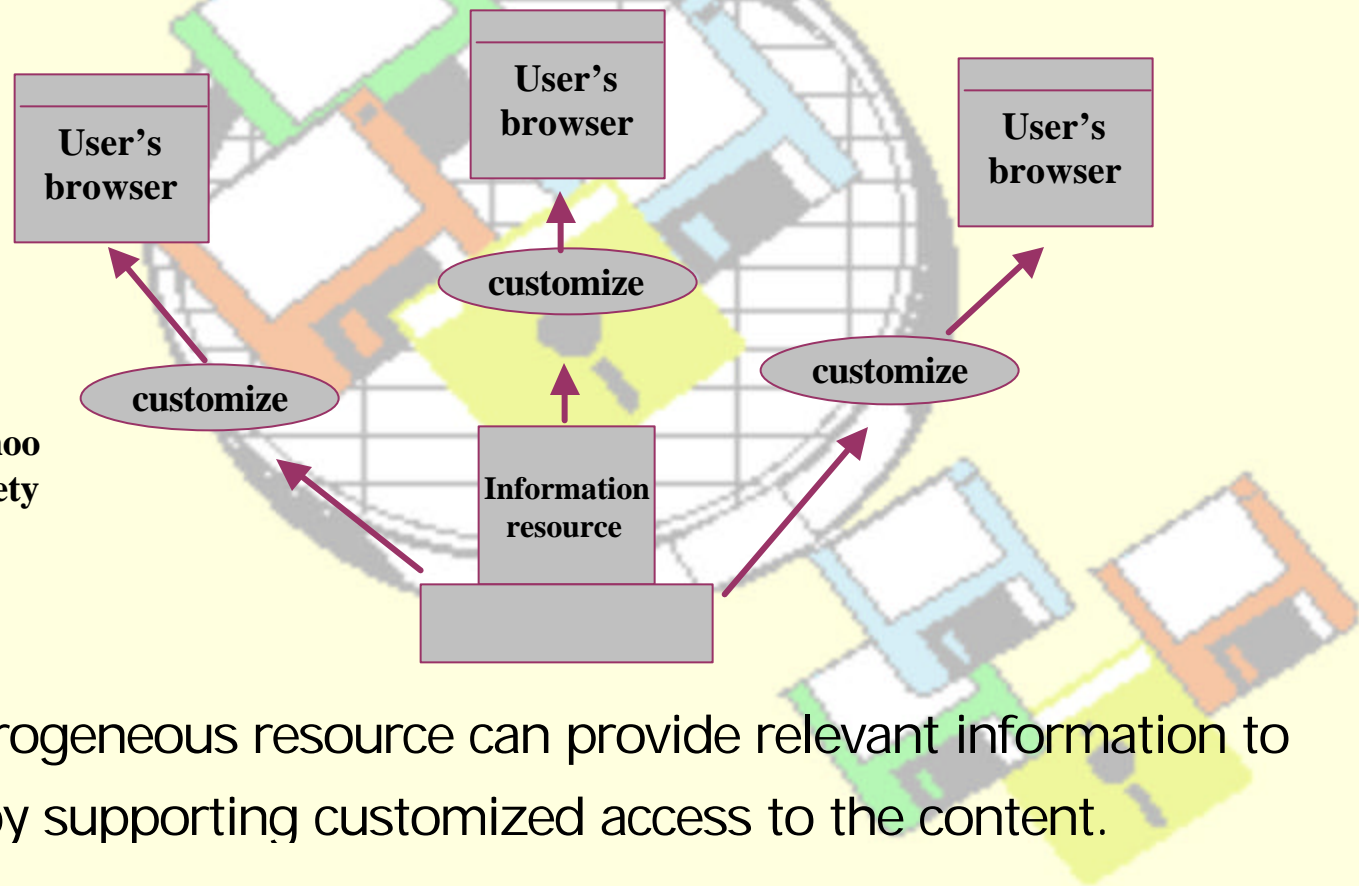 User’s
browser
User’s
browser
User’s
browser
customize
customize
customize
Information
resource
rogeneous resource can provide relevant information to
by supporting customized access to the content.